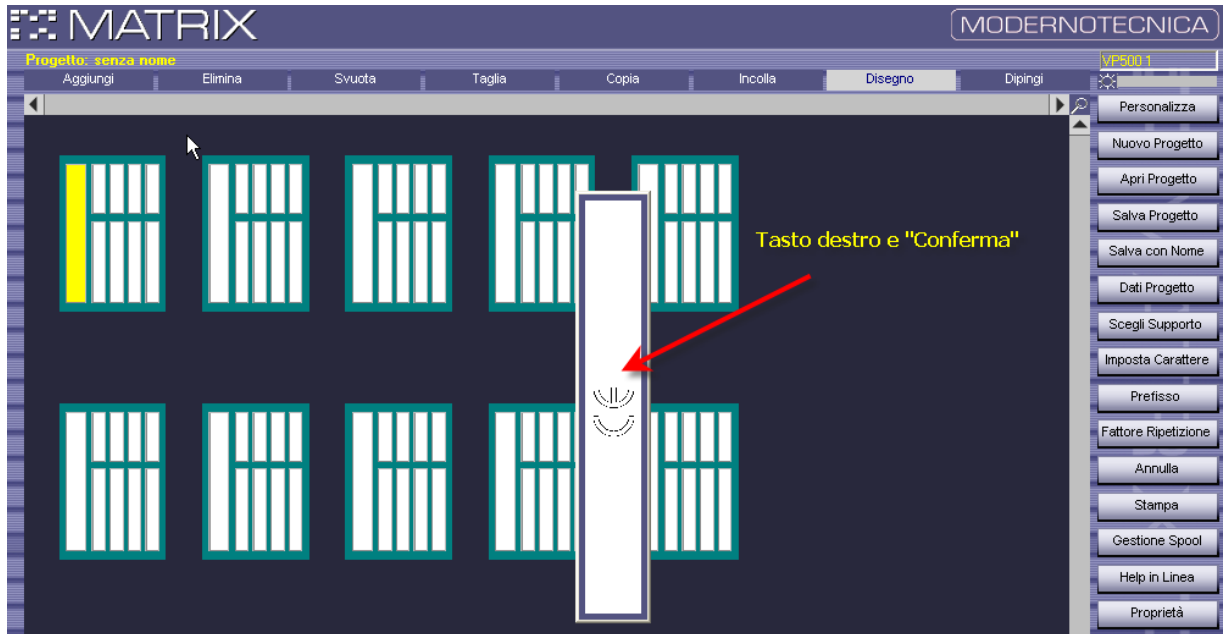 MATRIX
MODERNOTECNICA
Progetto: senza nome
VP500 1
Aggiungi Elimina Svuota Taglia Copia Incolla Disegno Dipingi
Personalizza
Nuovo Progetto
Apri Progetto
Salva Progetto
Tasto destro e "Conferma"
Salva con Nome
Dati Progetto
Scegli Supporto
Imposta Carattere
Prefisso
Fattore Ripetizione
Annulla
Stampa
Gestione Spool
Help in Linea
Proprietà